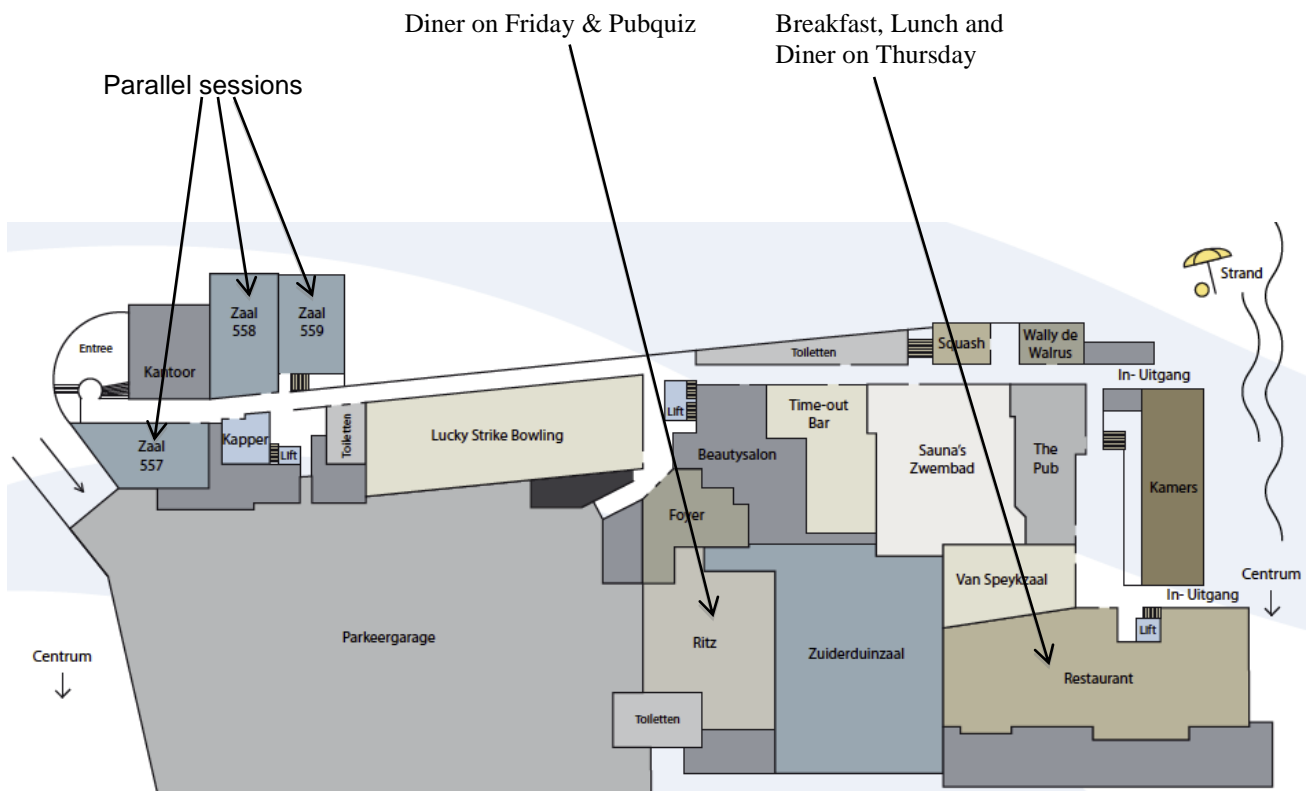 Diner on Friday & Pubquiz
Breakfast, Lunch and
Diner on Thursday
Parallel sessions
Strand
Zaal
558
Zaal
559
Entree
Kantoor
Toiletten
Squash
Wally de
Walrus
In- Uitgang
Lift
Time-out
Bar
Kapper
Toiletten
Lucky Strike Bowling
Zaal
557
Lift
Beautysalon
Sauna's
Zwembad
The
Pub
Kamers
Foyer
Van Speykzaal
Centrum
In- Uitgang
Lift
Parkeergarage
Ritz
Zuiderduinzaal
Centrum
Restaurant
Toiletten